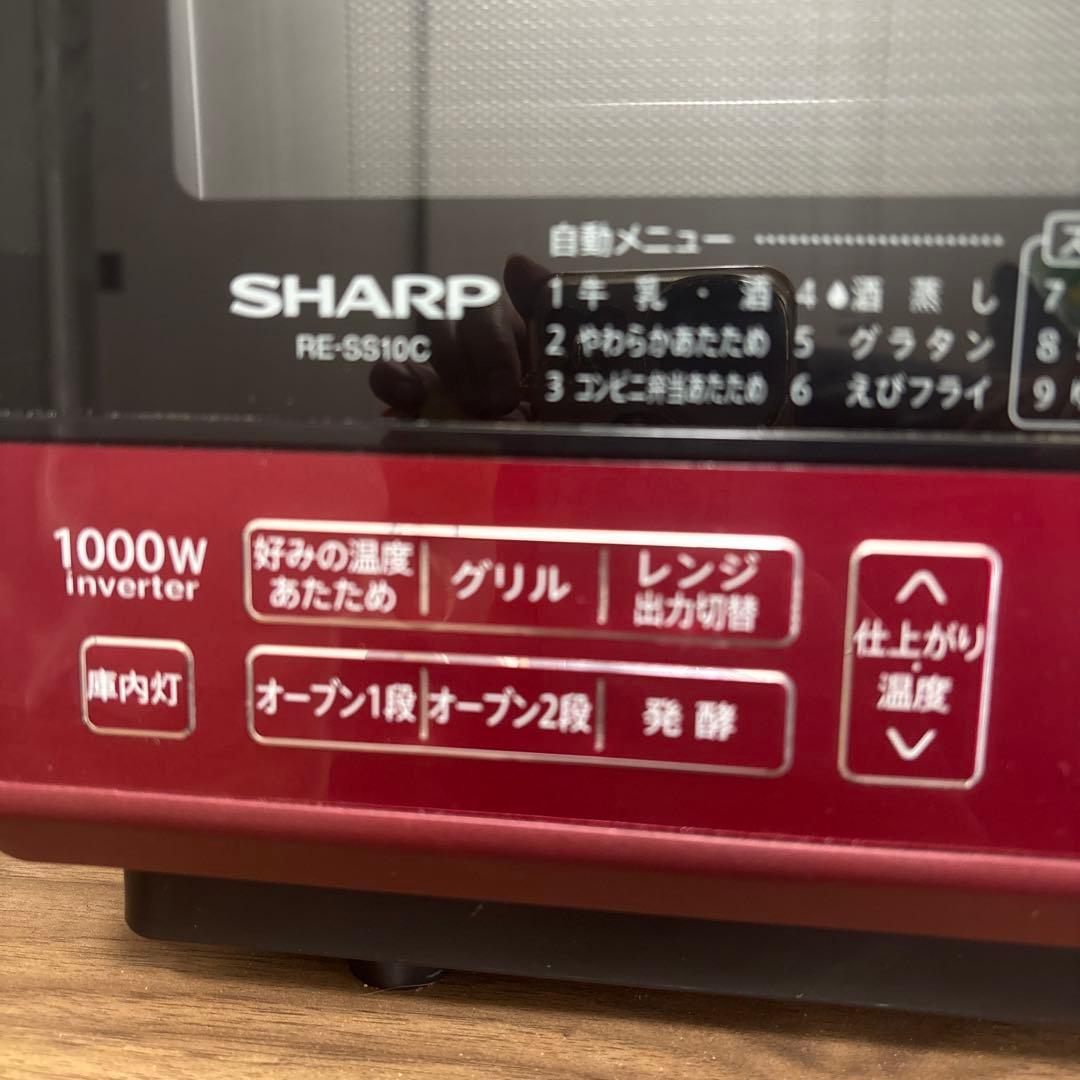 自動メニュー
SHARP
RE-SS10C
1 牛乳・酒
2 やわらかあたため
3 コンビニ弁当あたため
4 酒蒸し
5 グラタン
6 えびフライ
ス
7
8
9
1000W
inverter
好みの温度
あたため
グリル
レンジ
出力切替
庫内灯
オーブン1段
オーブン2段
発酵
仕上がり
・
温度